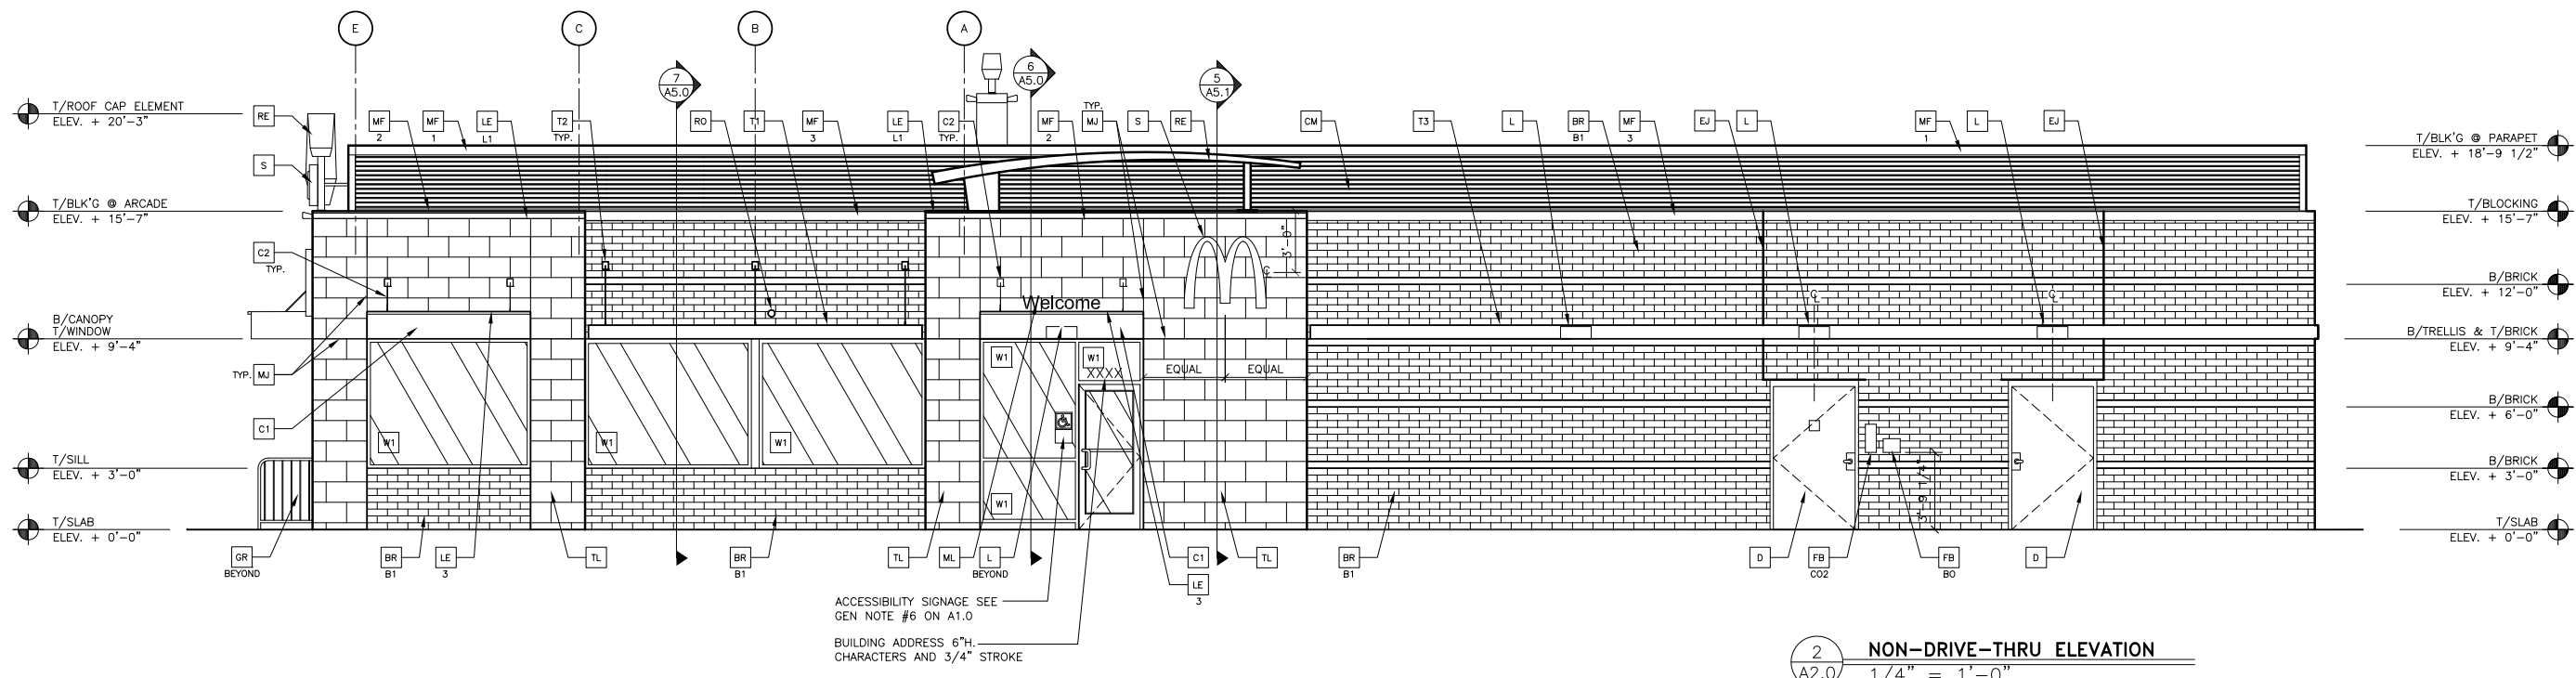 E
C
B
A
7
A5.0
6
A5.0
5
A5.1
T/ROOF CAP ELEMENT
ELEV. + 20'-3"
RE
MF
2
MF
1
LE
L1
T2
TYP.
RO
T1
MF
3
LE
L1
C2
TYP.
MF
2
TYP.
MJ
S
RE
CM
T3
L
BR
B1
MF
3
EJ
L
MF
1
L
EJ
T/BLK'G @ PARAPET
ELEV. + 18'-9 1/2"
S
T/BLK'G @ ARCADE
ELEV. + 15'-7"
T/BLOCKING
ELEV. + 15'-7"
3'-0"
C2
TYP.
℄
℄
℄
B/BRICK
ELEV. + 12'-0"
Welcome
B/CANOPY
T/WINDOW
ELEV. + 9'-4"
B/TRELLIS & T/BRICK
ELEV. + 9'-4"
TYP. MJ
W1
W1
XXXX
EQUAL
EQUAL
C1
W1
W1
W1
B/BRICK
ELEV. + 6'-0"
T/SILL
ELEV. + 3'-0"
B/BRICK
ELEV. + 3'-0"
W1
3'-9 1/4"
T/SLAB
ELEV. + 0'-0"
T/SLAB
ELEV. + 0'-0"
GR
BEYOND
BR
B1
LE
3
TL
BR
B1
TL
ML
L
BEYOND
C1
LE
3
TL
BR
B1
D
FB
CO2
FB
BO
D
ACCESSIBILITY SIGNAGE SEE
GEN NOTE #6 ON A1.0
BUILDING ADDRESS 6"H.
CHARACTERS AND 3/4" STROKE
2
A2.0
NON-DRIVE-THRU ELEVATION
1/4" = 1'-0"